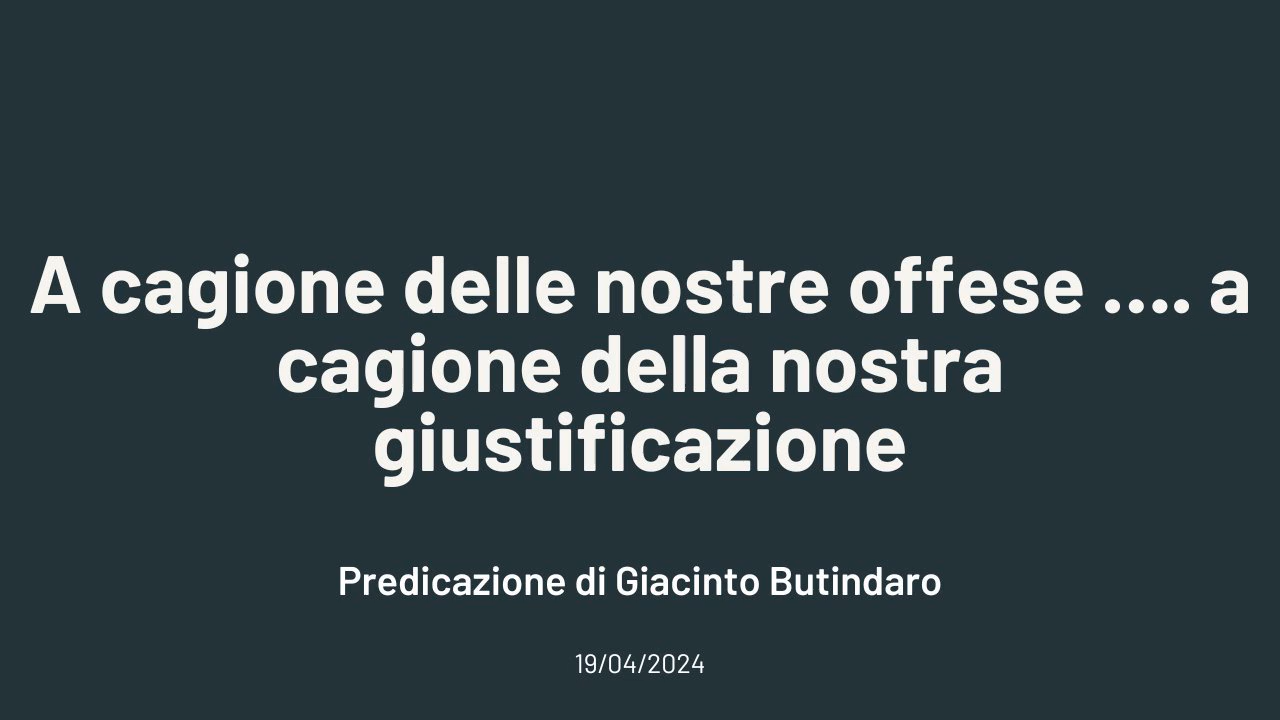 A cagione delle nostre offese .... a
cagione della nostra
giustificazione
Predicazione di Giacinto Butindaro
19/04/2024